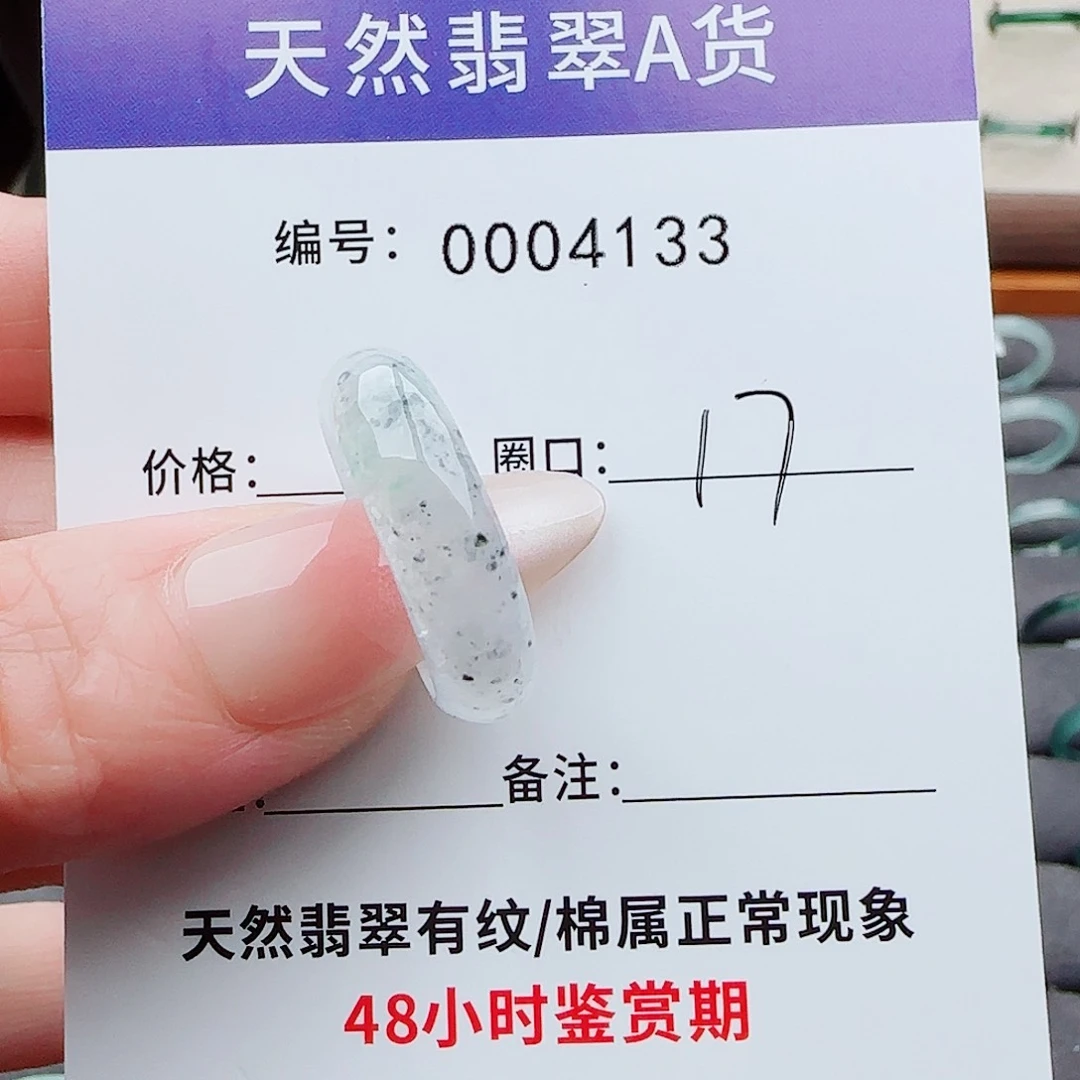 天然翡翠A货
编号：0004133
价格： 圈口：17
备注：
天然翡翠有纹/棉属正常现象
48小时鉴赏期